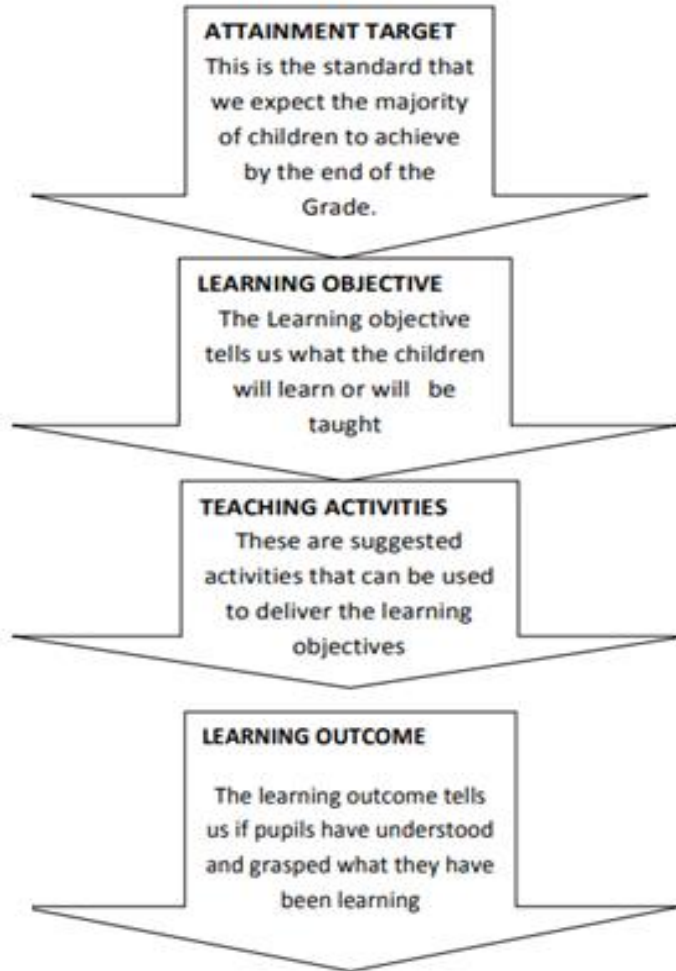 ATTAINMENT TARGET
This is the standard that
we expect the majority
of children to achieve
by the end of the
Grade.
LEARNING OBJECTIVE
The Learning objective
tells us what the children
will learn or will be
taught
TEACHING ACTIVITIES
These are suggested
activities that can be used
to deliver the learning
objectives
LEARNING OUTCOME
The learning outcome tells
us if pupils have understood
and grasped what they have
been learning